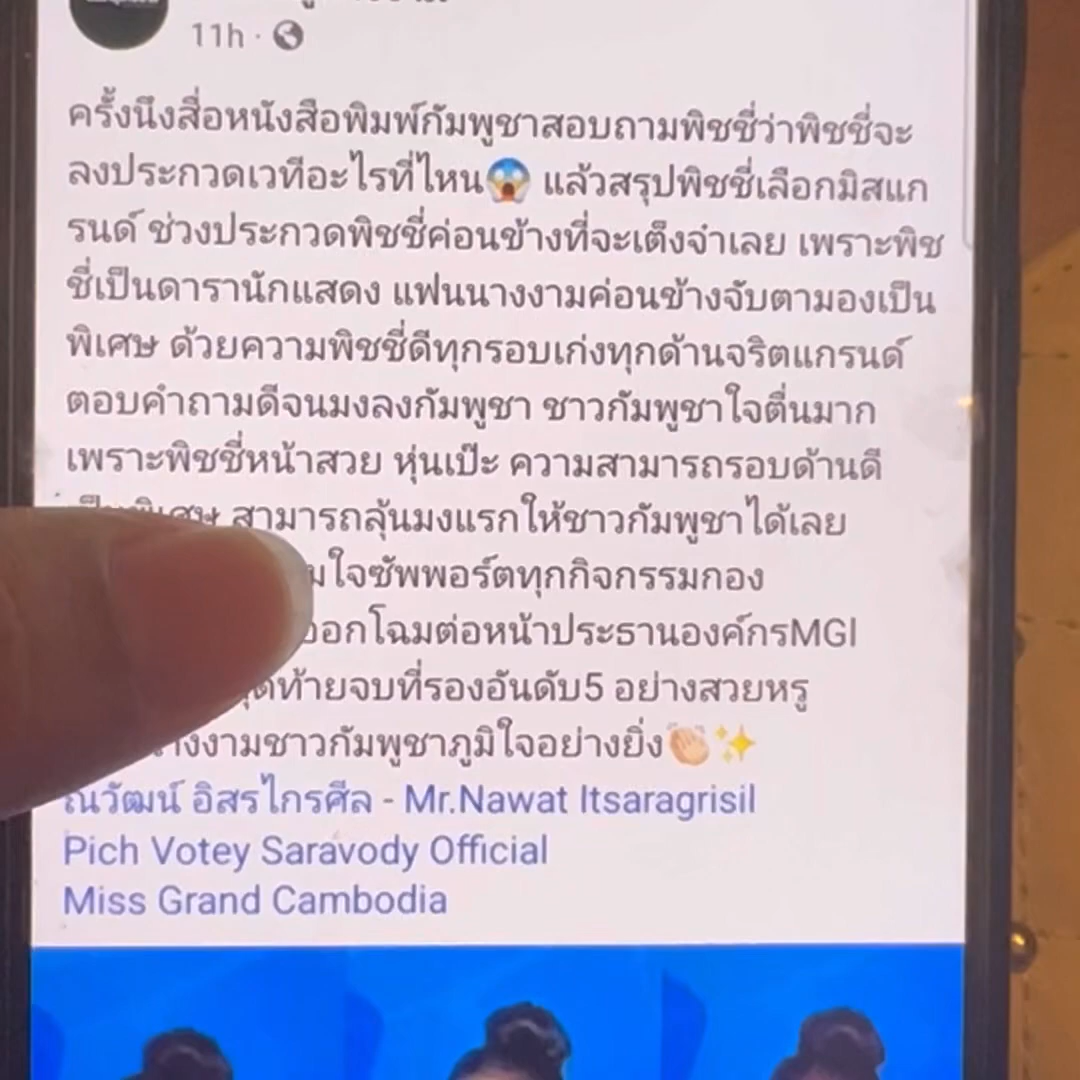 11h ·
ครั้งนึงสื่อหนังสือพิมพ์กัมพูชาสอบถามพิชชี่ว่าพิชชี่จะ
ลงประกวดเวทีอะไรที่ไหน😱 แล้วสรุปพิชชี่เลือกมิสแก
รนด์ ช่วงประกวดพิชชี่ค่อนข้างที่จะเต็งจ๋าเลย เพราะพิช
ชี่เป็นดารานักแสดง แฟนนางงามค่อนข้างจับตามองเป็น
พิเศษ ด้วยความพิชชี่ดีทุกรอบเก่งทุกด้านจริตแกรนด์
ตอบคำถามดีจนมงลงกัมพูชา ชาวกัมพูชาใจตื่นมาก
เพราะพิชชี่หน้าสวย หุ่นเป๊ะ ความสามารถรอบด้านดี
เป็นพิเศษ สามารถลุ้นมงแรกให้ชาวกัมพูชาได้เลย
ใจซัพพอร์ตทุกกิจกรรมกอง
ออกโฉมต่อหน้าประธานองค์กรMGI
ท้ายจบที่รองอันดับ5 อย่างสวยหรู
ชาวกัมพูชาภูมิใจอย่างยิ่ง👏🏻✨
ณวัฒน์ อิสรไกรศีล - Mr.Nawat Itsaragrisil
Pich Votey Saravody Official
Miss Grand Cambodia